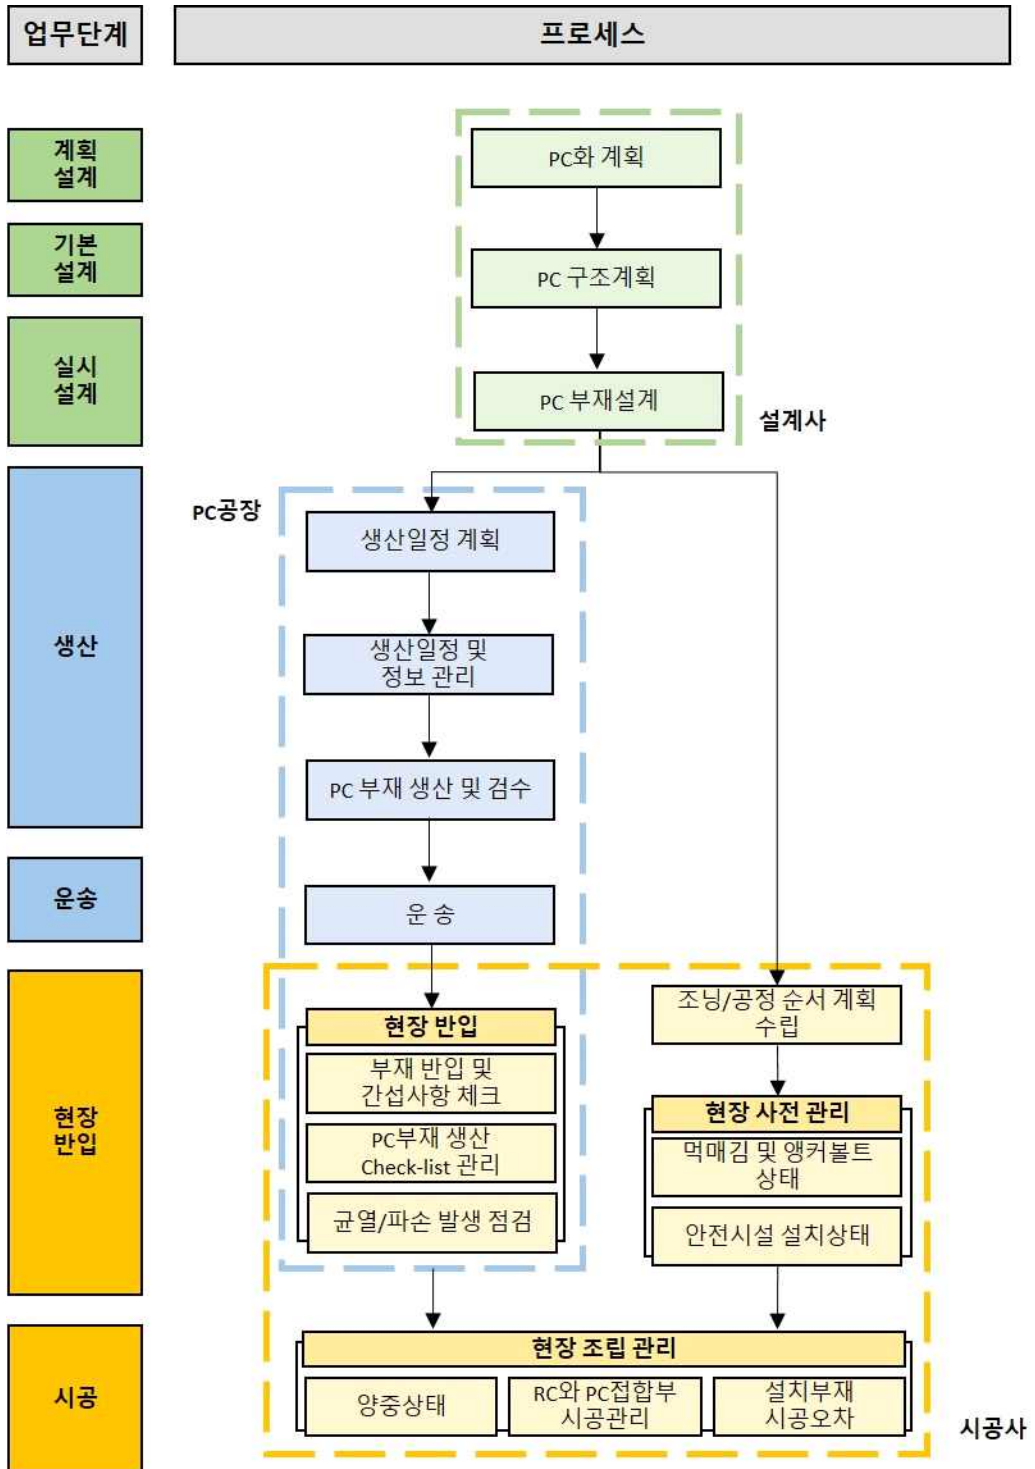 업무단계
프로세스
계획
설계
PC화 계획
기본
설계
PC 구조계획
실시
설계
PC 부재설계
설계사
생산
PC공장
생산일정 계획
생산일정 및
정보 관리
PC 부재 생산 및 검수
운송
운 송
현장
반입
현장 반입
부재 반입 및
간섭사항 체크
PC부재 생산
Check-list 관리
균열/파손 발생 점검
조닝/공정 순서 계획
수립
현장 사전 관리
먹매김 및 앵커볼트
상태
안전시설 설치상태
시공
현장 조립 관리
양중상태
RC와 PC접합부
시공관리
설치부재
시공오차
시공사